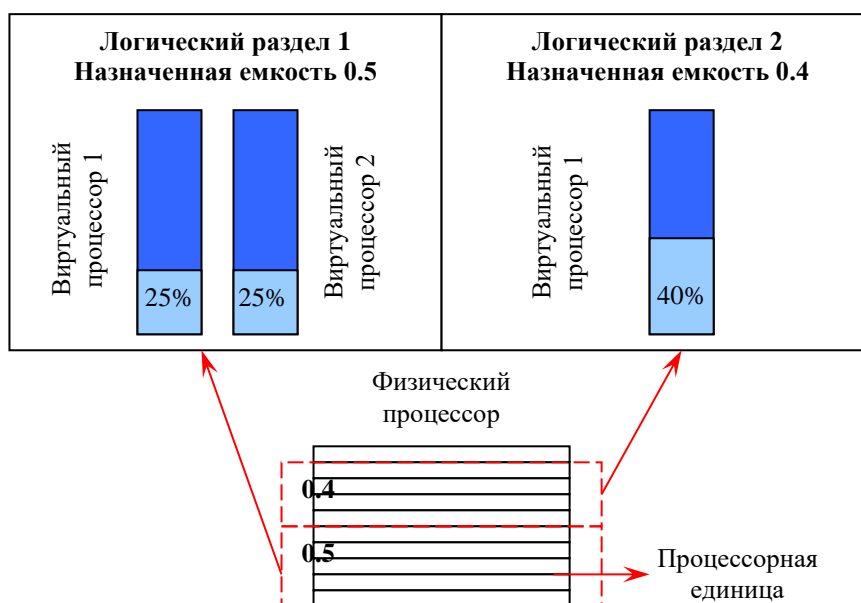 Логический раздел 1
Назначенная емкость 0.5
Виртуальный
процессор 1
25%
25%
Виртуальный
процессор 2
Логический раздел 2
Назначенная емкость 0.4
Виртуальный
процессор 1
40%
Физический
процессор
0.4
0.5
Процессорная
единица